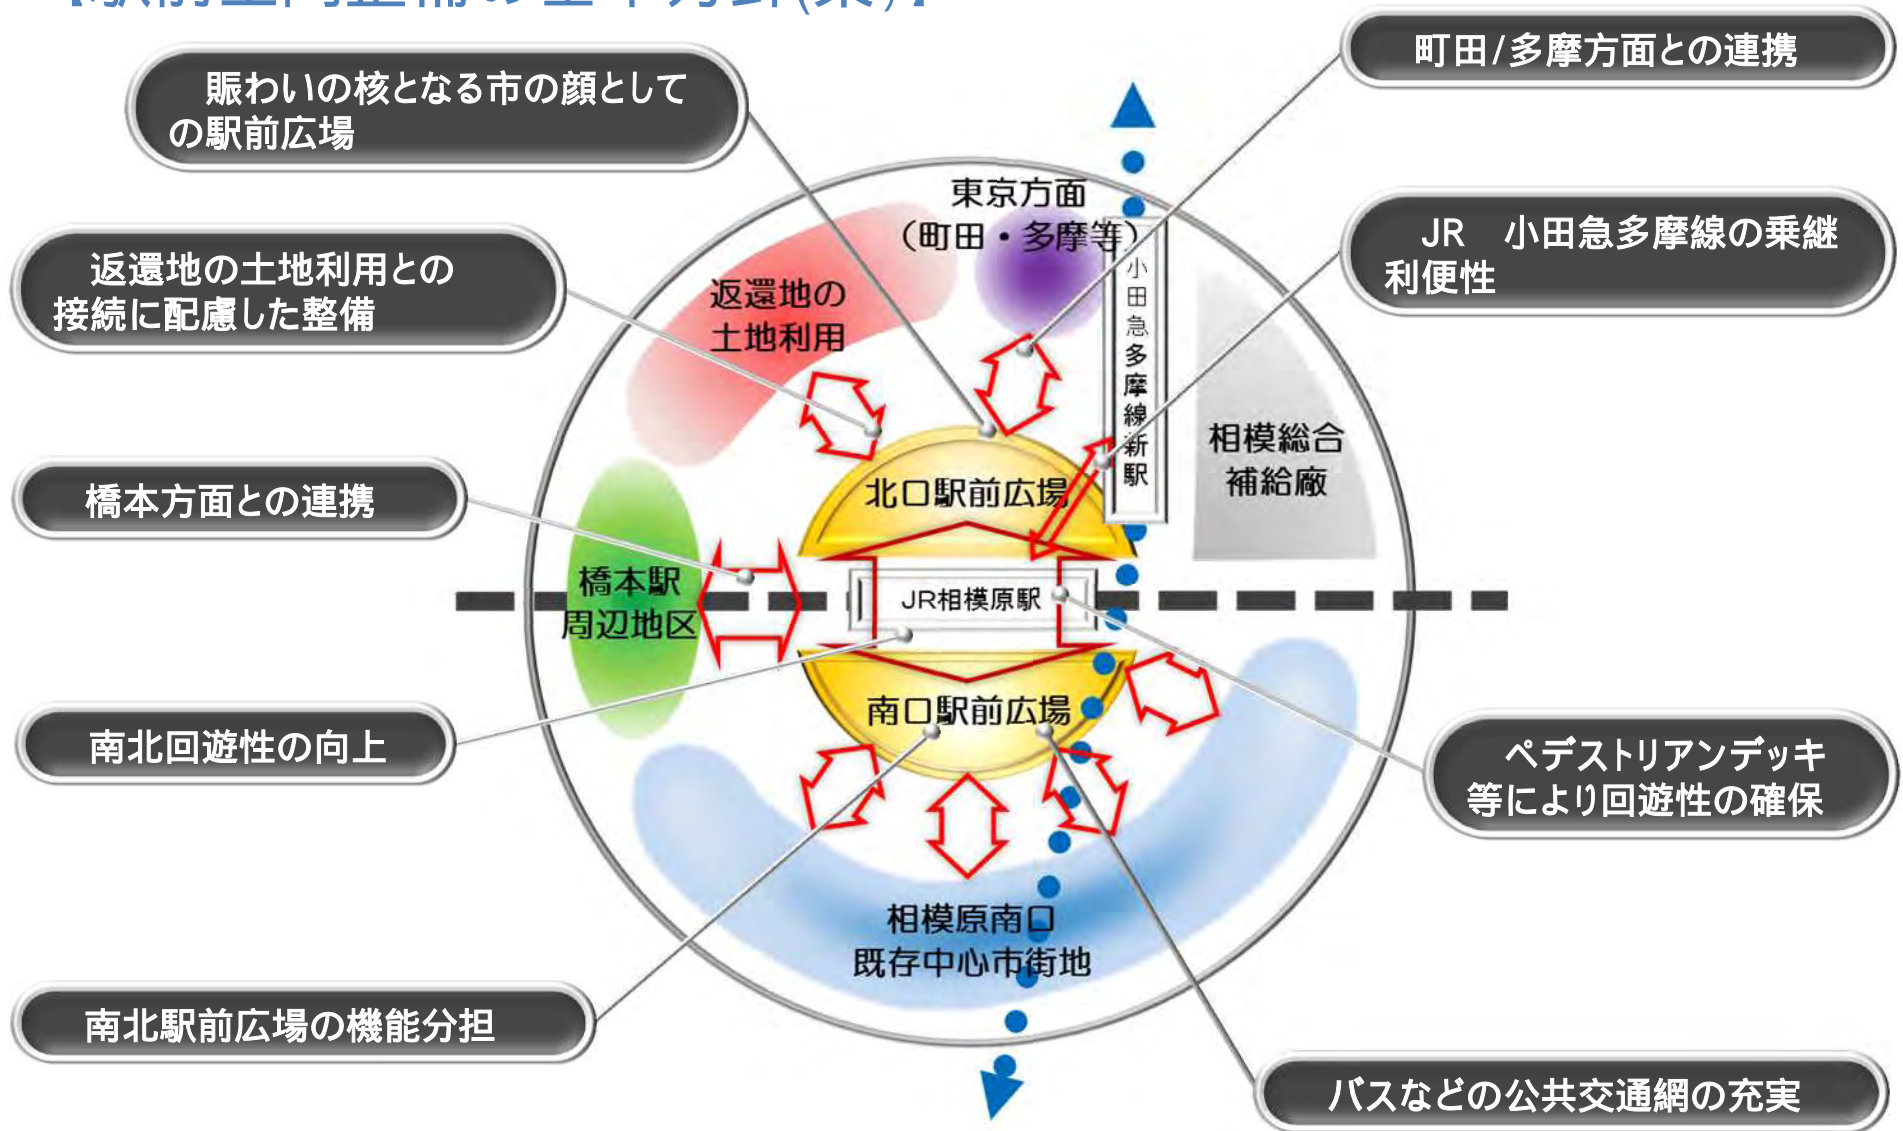 賑わいの核となる市の顔として
の駅前広場
町田/多摩方面との連携
返還地の土地利用との
接続に配慮した整備
JR 小田急多摩線の乗継
利便性
東京方面
（町田・多摩等）
返還地の
土地利用
小田急多摩線新駅
相模総合
補給廠
橋本方面との連携
北口駅前広場
橋本駅
周辺地区
JR相模原駅
南北回遊性の向上
南口駅前広場
ペデストリアンデッキ
等により回遊性の確保
相模原南口
既存中心市街地
南北駅前広場の機能分担
バスなどの公共交通網の充実